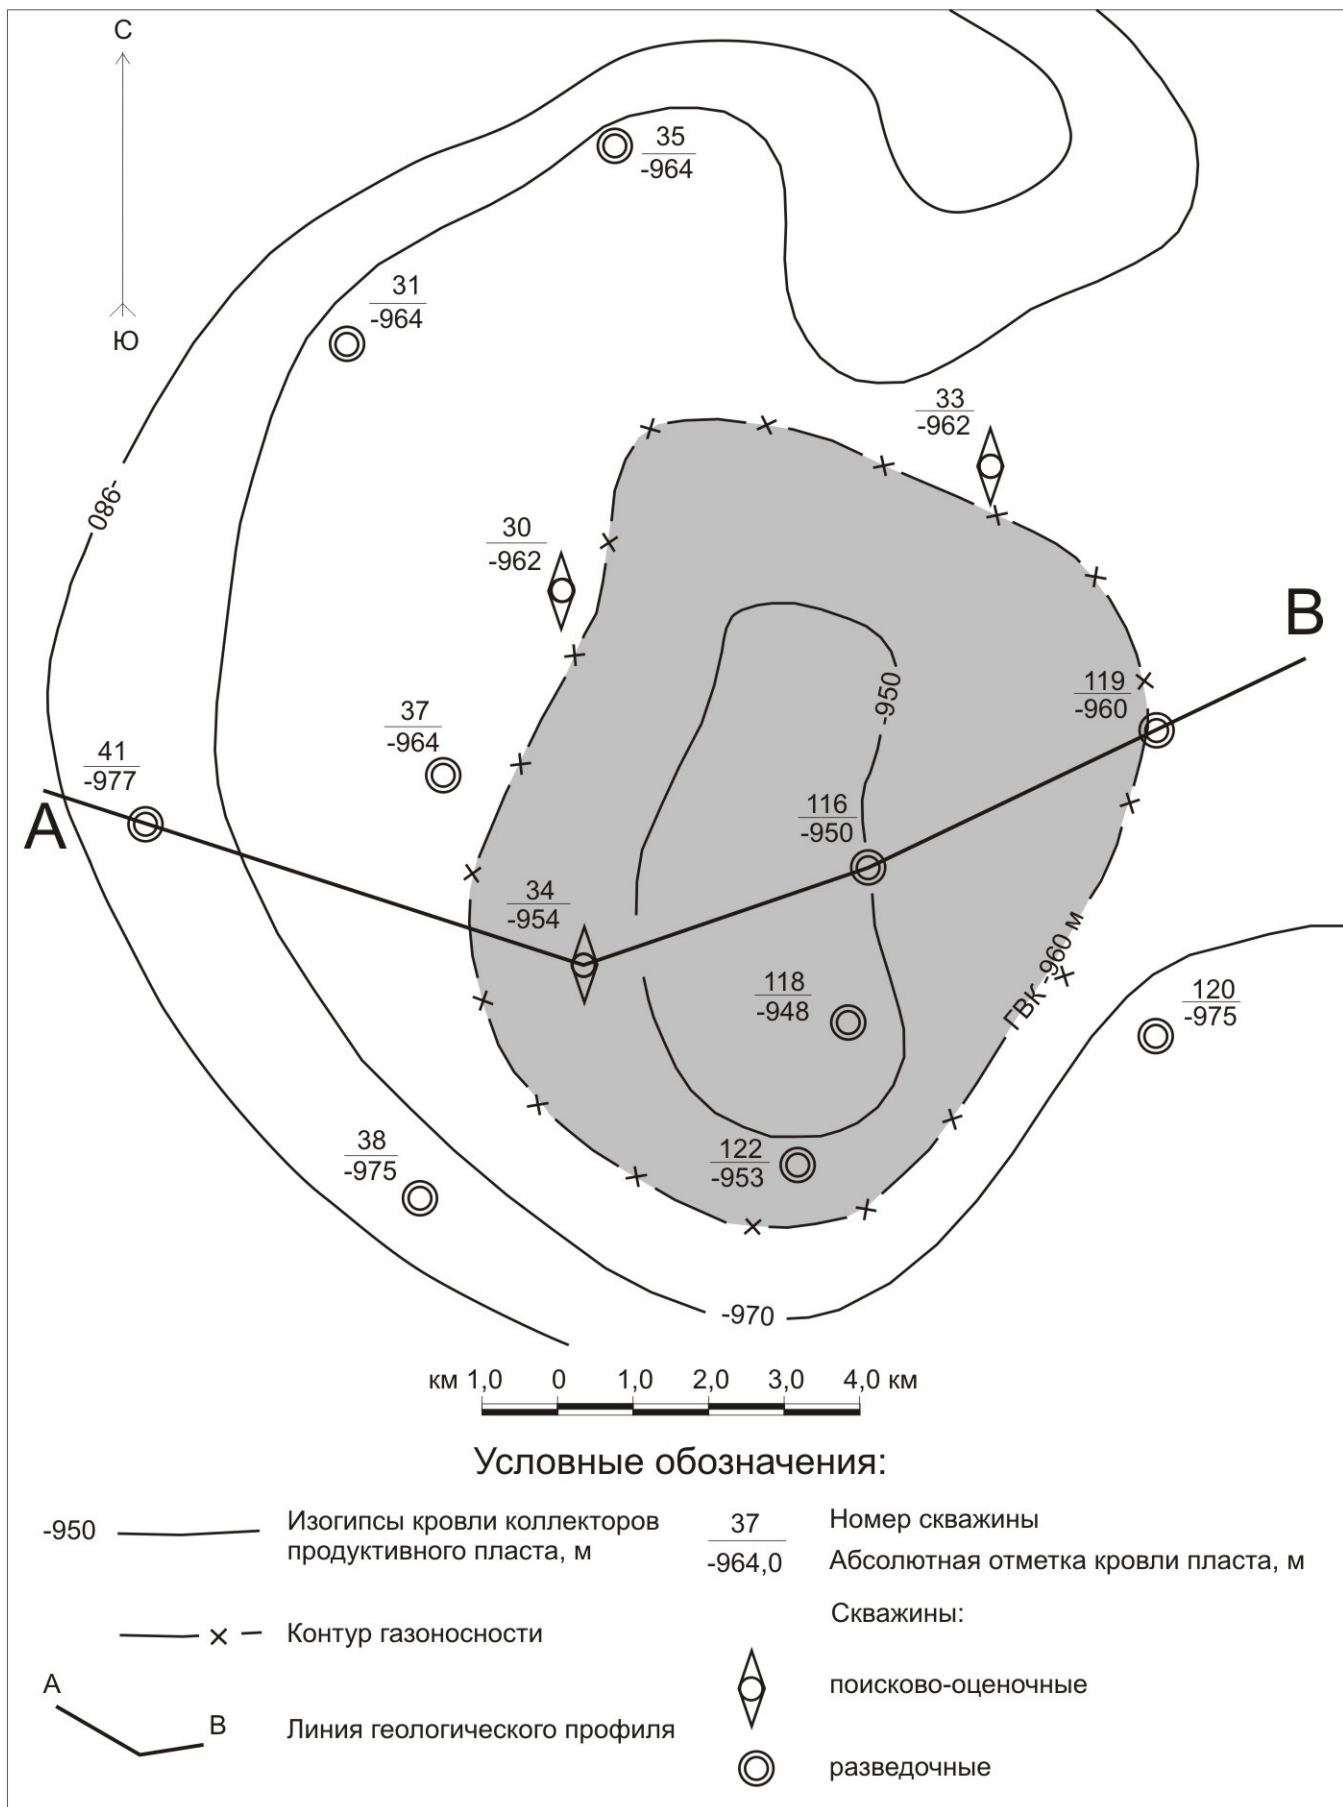 С
Ю
35
-964
31
-964
33
-962
-980
30
-962
В
-950
119
-960
37
-964
41
-977
А
116
-950
34
-954
ГВК -960 м
118
-948
120
-975
38
-975
122
-953
-970
км 1,0 0 1,0 2,0 3,0 4,0 км
Условные обозначения:
-950
Изогипсы кровли коллекторов
продуктивного пласта, м
Контур газоносности
А
В
Линия геологического профиля
37
-964,0
Номер скважины
Абсолютная отметка кровли пласта, м
Скважины:
поисково-оценочные
разведочные